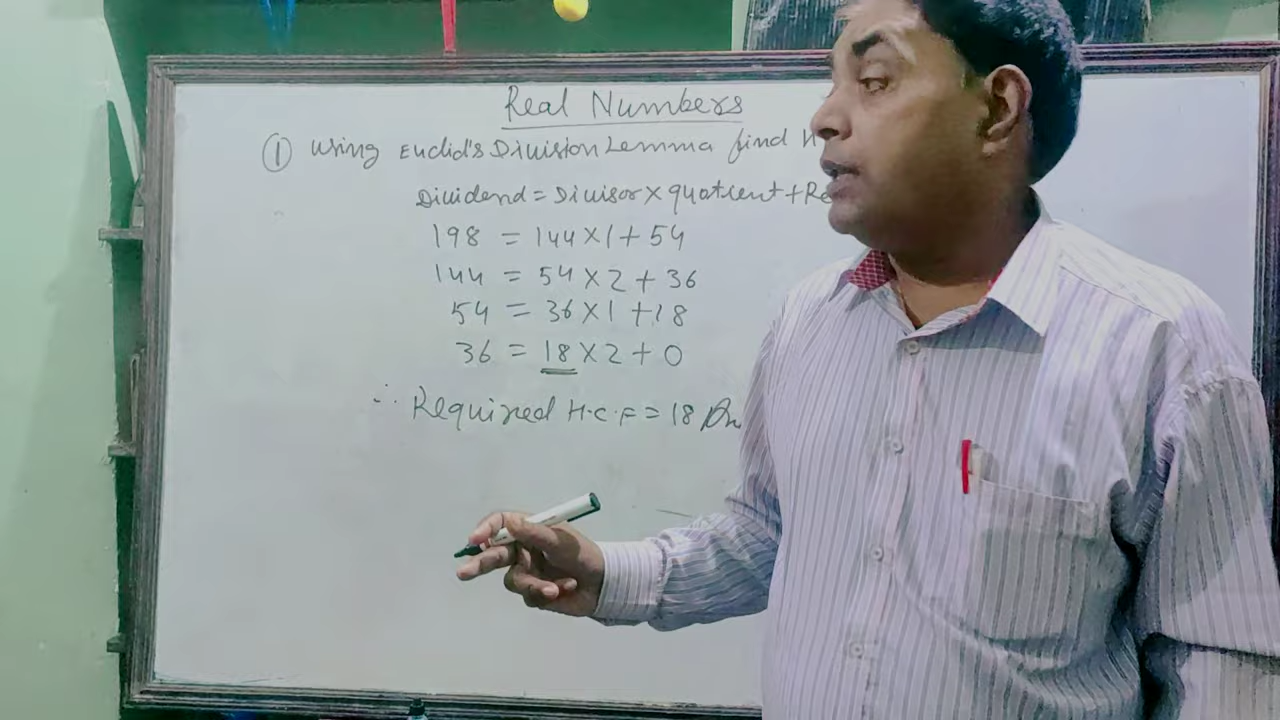 Real Numbers
① Using Euclid's Division Lemma find H
Dividend = Divisor × quotient + Re
198 = 144 × 1 + 54
144 = 54 × 2 + 36
54 = 36 × 1 + 18
36 = 18 × 2 + 0
∴ Required H.C.F = 18